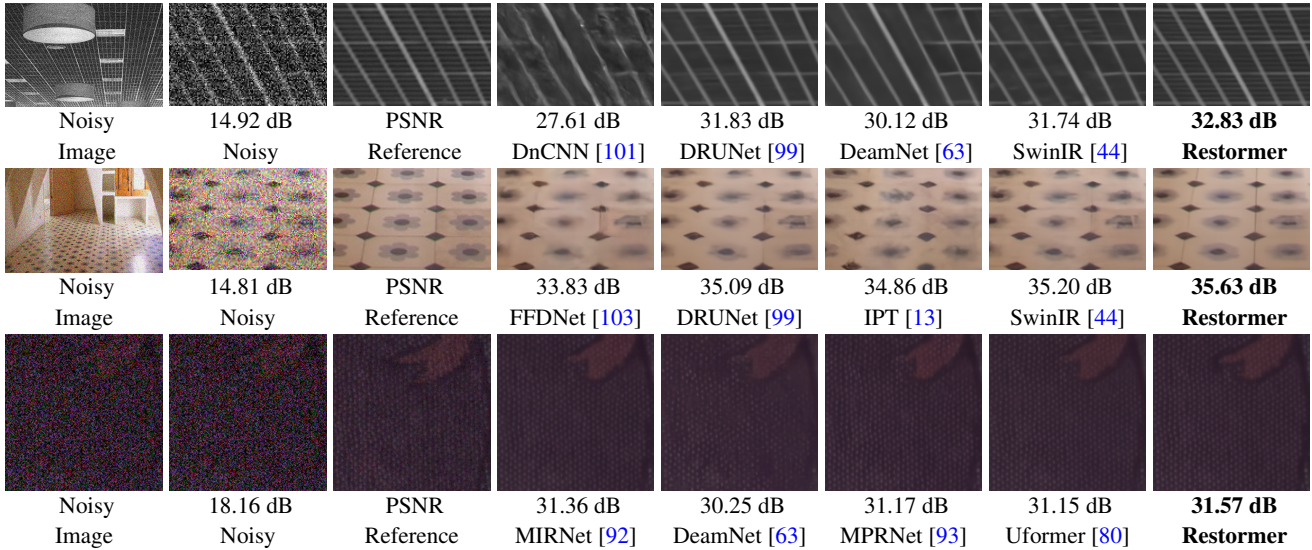 Noisy 14.92 dB PSNR 27.61 dB 31.83 dB 30.12 dB 31.74 dB 32.83 dB
Image Noisy Reference DnCNN [101] DRUNet [99] DeamNet [63] SwinIR [44] Restormer
Noisy 14.81 dB PSNR 33.83 dB 35.09 dB 34.86 dB 35.20 dB 35.63 dB
Image Noisy Reference FFDNet [103] DRUNet [99] IPT [13] SwinIR [44] Restormer
Noisy 18.16 dB PSNR 31.36 dB 30.25 dB 31.17 dB 31.15 dB 31.57 dB
Image Noisy Reference MIRNet [92] DeamNet [63] MPRNet [93] Uformer [80] Restormer